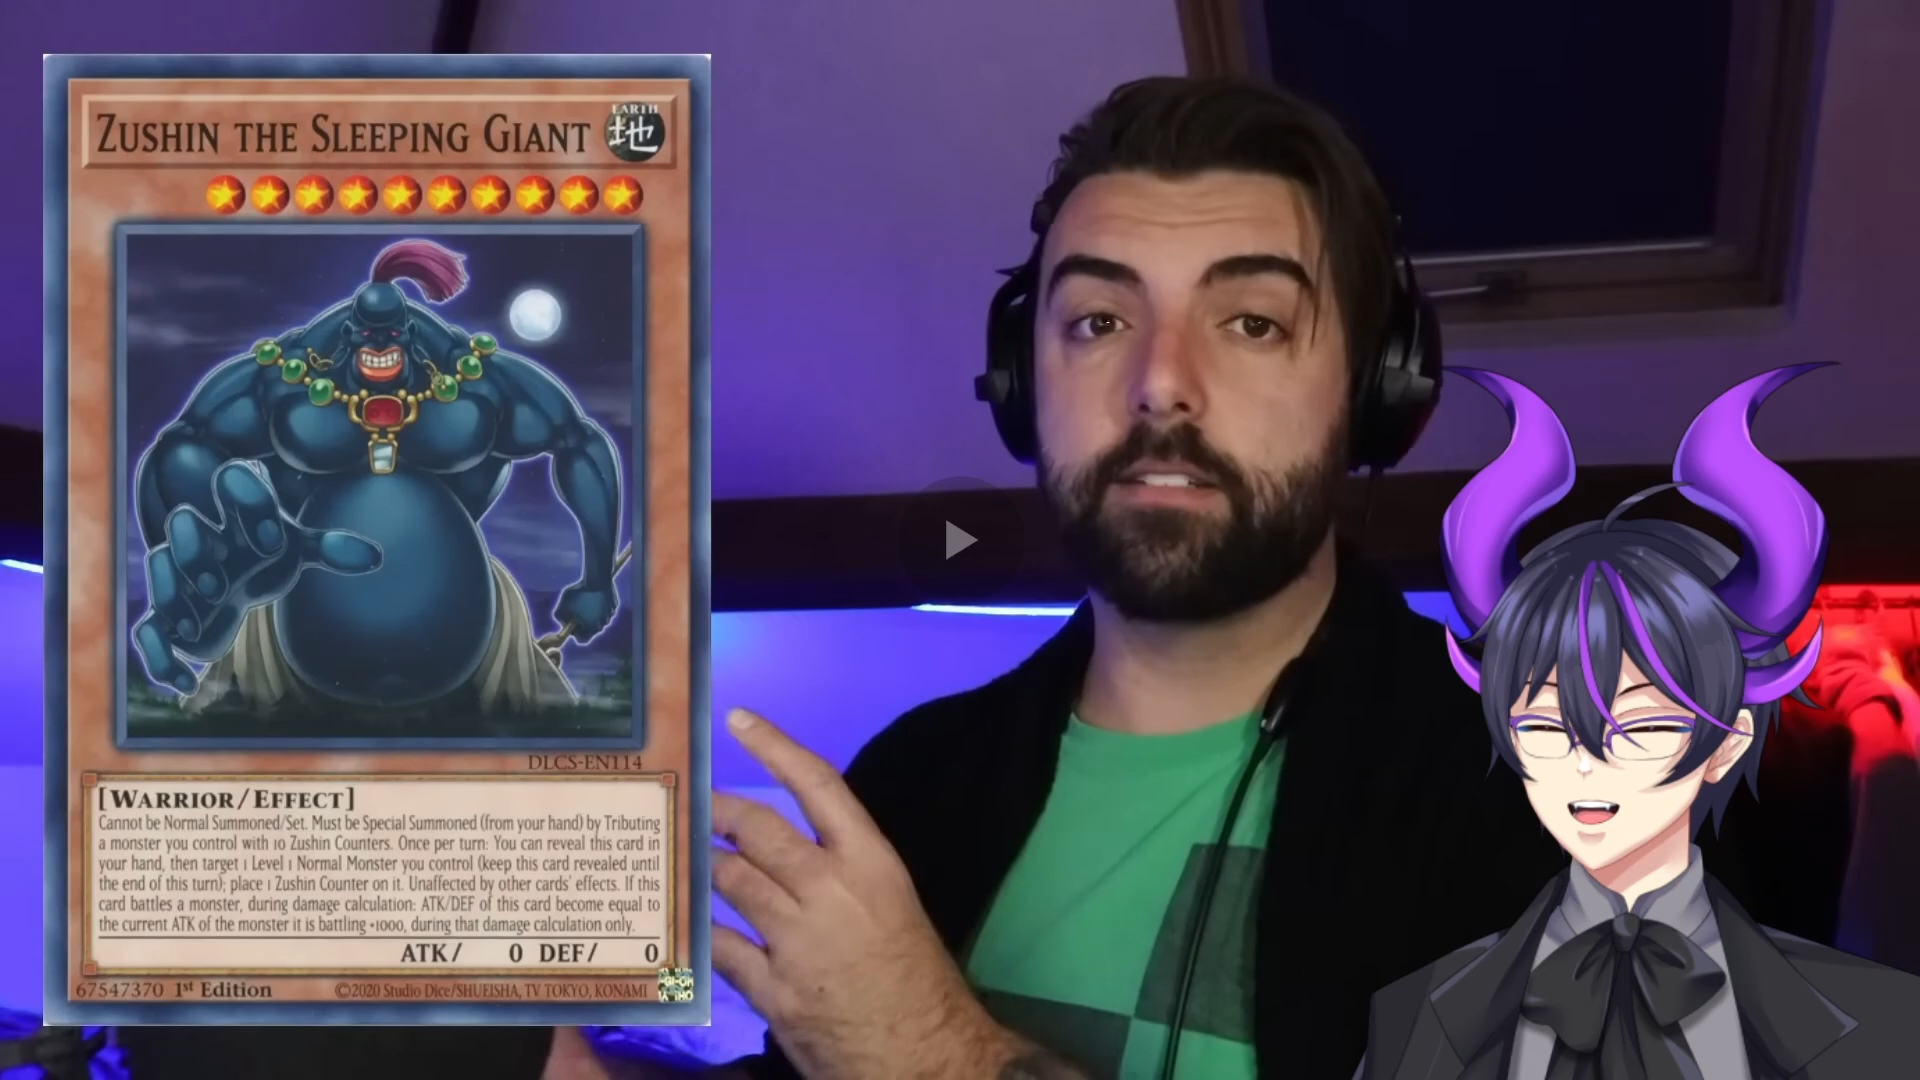 ZUSHIN THE SLEEPING GIANT
EARTH
地
DLCS-EN114
[WARRIOR/EFFECT]
Cannot be Normal Summoned/Set. Must be Special Summoned (from your hand) by Tributing
a monster you control with 10 Zushin Counters. Once per turn: You can reveal this card in
your hand, then target 1 Level 1 Normal Monster you control (keep this card revealed until
the end of this turn); place 1 Zushin Counter on it. Unaffected by other cards' effects. If this
card battles a monster, during damage calculation: ATK/DEF of this card become equal to
the current ATK of the monster it is battling +1000, during that damage calculation only.
ATK/ 0 DEF/ 0
67547370 1st Edition ©2020 Studio Dice/SHUEISHA, TV TOKYO, KONAMI